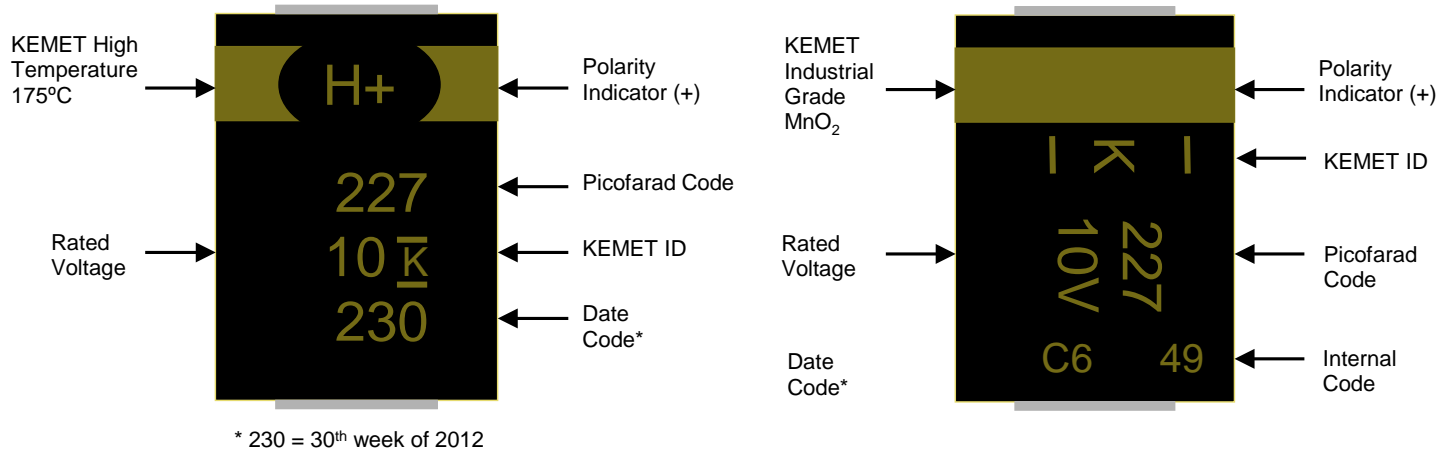 KEMET High
Temperature
175ºC
H+
Polarity
Indicator (+)
227
Picofarad Code
Rated
Voltage
10 K
KEMET ID
230
Date
Code*
* 230 = 30th week of 2012
KEMET
Industrial
Grade
MnO2
Polarity
Indicator (+)
K
KEMET ID
Rated
Voltage
227
10V
Picofarad
Code
Date
Code*
C6 49
Internal
Code